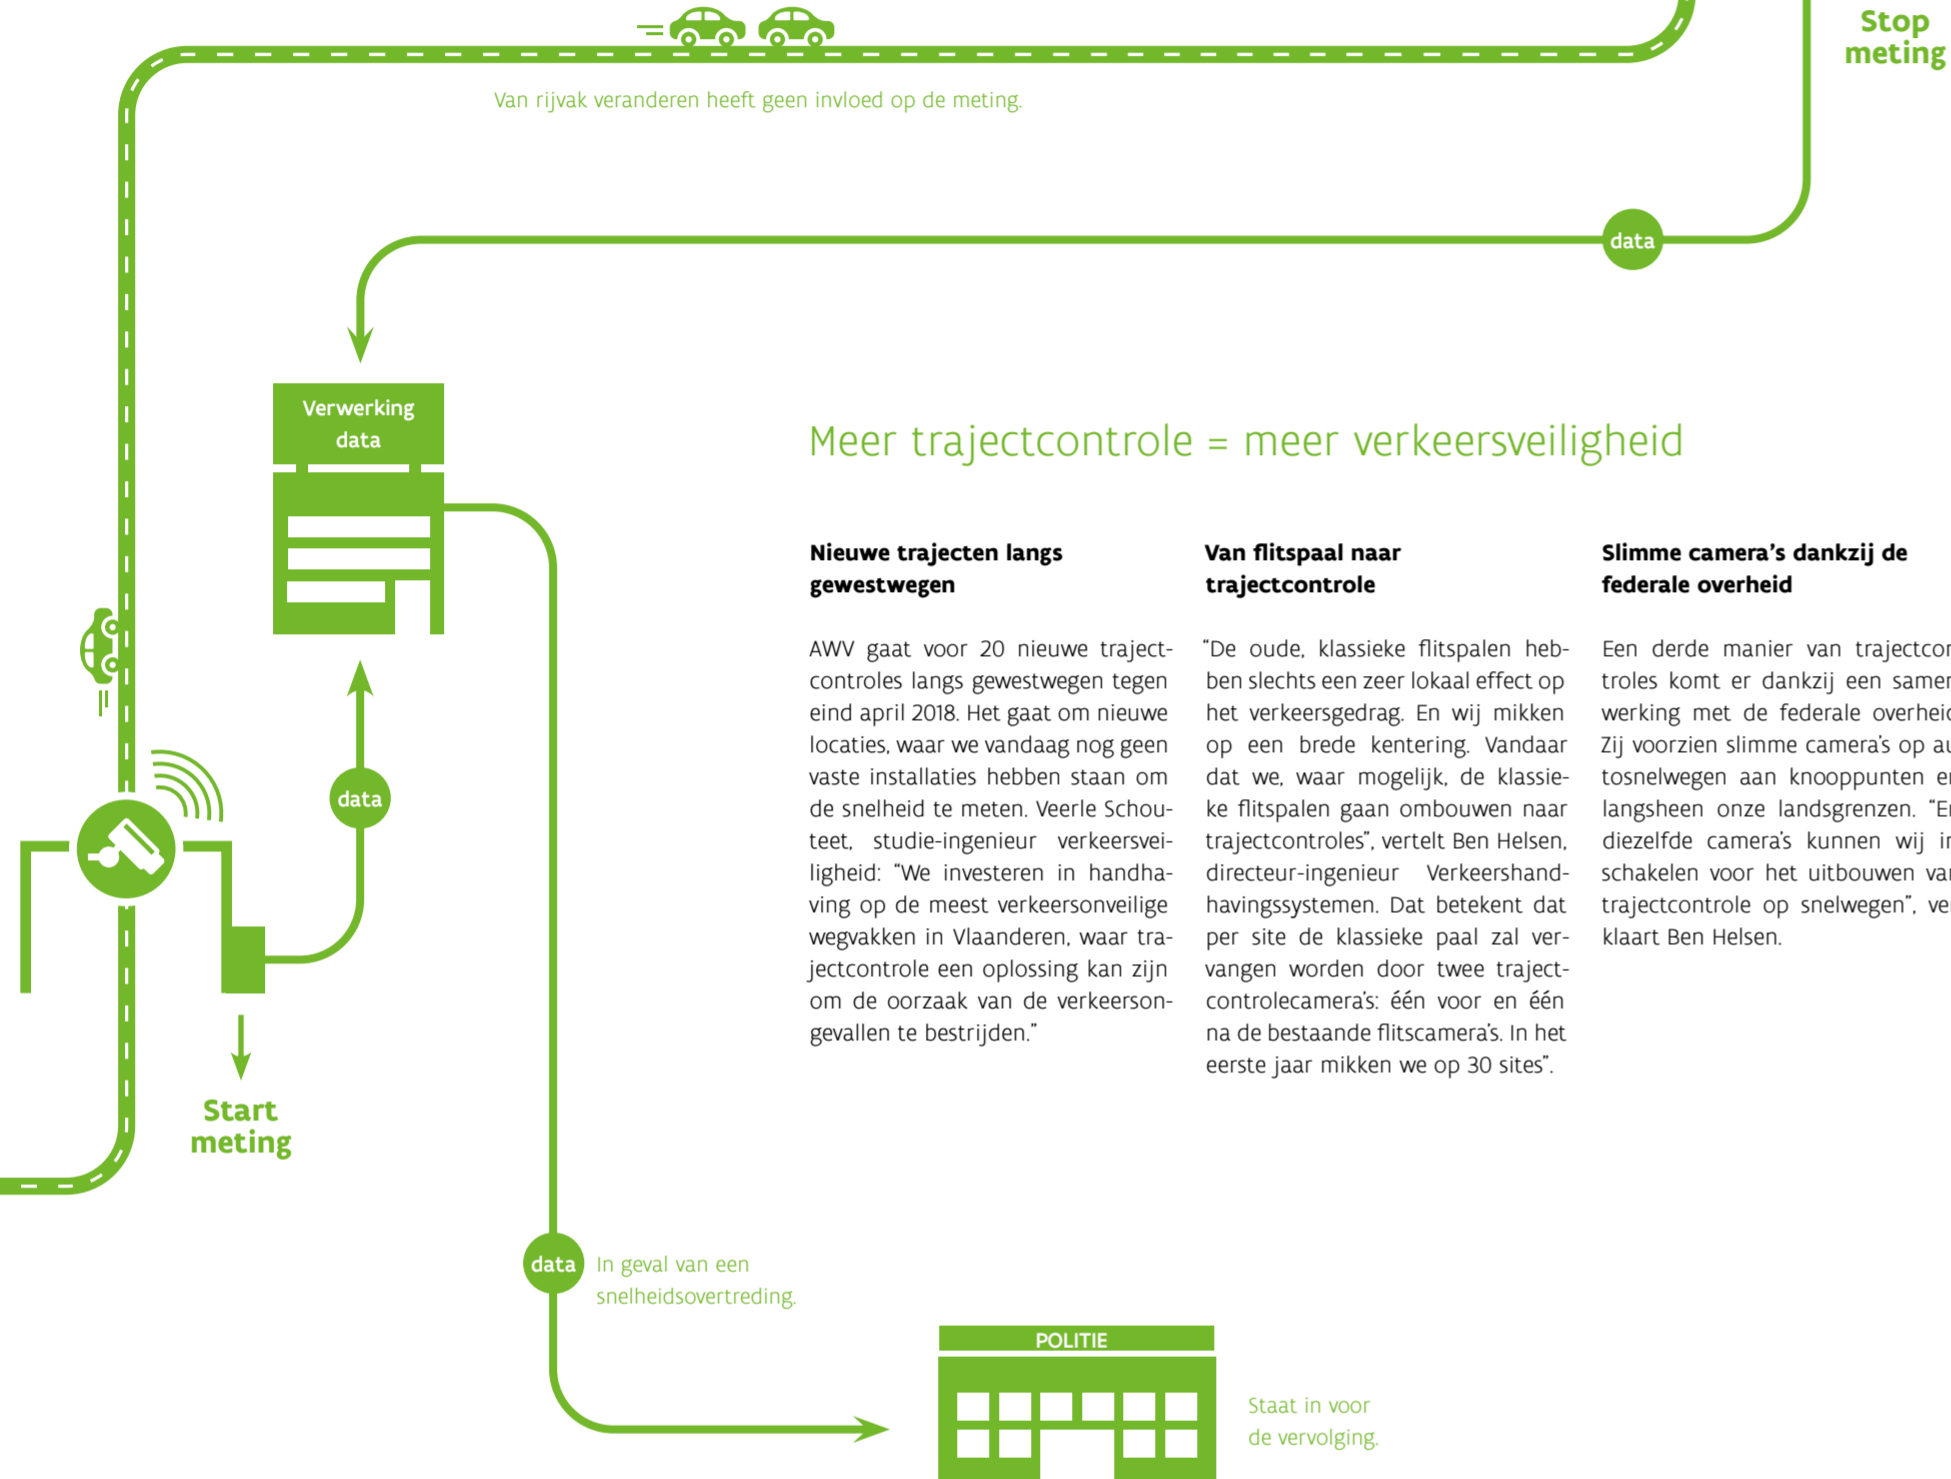 Stop
meting
Van rijvak veranderen heeft geen invloed op de meting.
data
Verwerking
data
Meer trajectcontrole = meer verkeersveiligheid
Nieuwe trajecten langs
gewestwegen
AWV gaat voor 20 nieuwe traject-
controles langs gewestwegen tegen
eind april 2018. Het gaat om nieuwe
locaties, waar we vandaag nog geen
vaste installaties hebben staan om
de snelheid te meten. Veerle Schou-
teet, studie-ingenieur verkeersvei-
ligheid: “We investeren in handha-
ving op de meest verkeersonveilige
wegvakken in Vlaanderen, waar tra-
jectcontrole een oplossing kan zijn
om de oorzaak van de verkeerson-
gevallen te bestrijden.”
Van flitspaal naar
trajectcontrole
“De oude, klassieke flitspalen heb-
ben slechts een zeer lokaal effect op
het verkeersgedrag. En wij mikken
op een brede kentering. Vandaar
dat we, waar mogelijk, de klassie-
ke flitspalen gaan ombouwen naar
trajectcontroles”, vertelt Ben Helsen,
directeur-ingenieur Verkeershand-
havingssystemen. Dat betekent dat
per site de klassieke paal zal ver-
vangen worden door twee traject-
controlecamera’s: één voor en één
na de bestaande flitscamera’s. In het
eerste jaar mikken we op 30 sites”.
Slimme camera’s dankzij de
federale overheid
Een derde manier van trajectcon
troles komt er dankzij een samen
werking met de federale overheid
Zij voorzien slimme camera’s op au
tosnelwegen aan knooppunten en
langsheen onze landsgrenzen. “En
diezelfde camera’s kunnen wij in
schakelen voor het uitbouwen van
trajectcontrole op snelwegen”, ver
klaart Ben Helsen.
data
Start
meting
data
In geval van een
snelheidsovertreding.
POLITIE
Staat in voor
de vervolging.